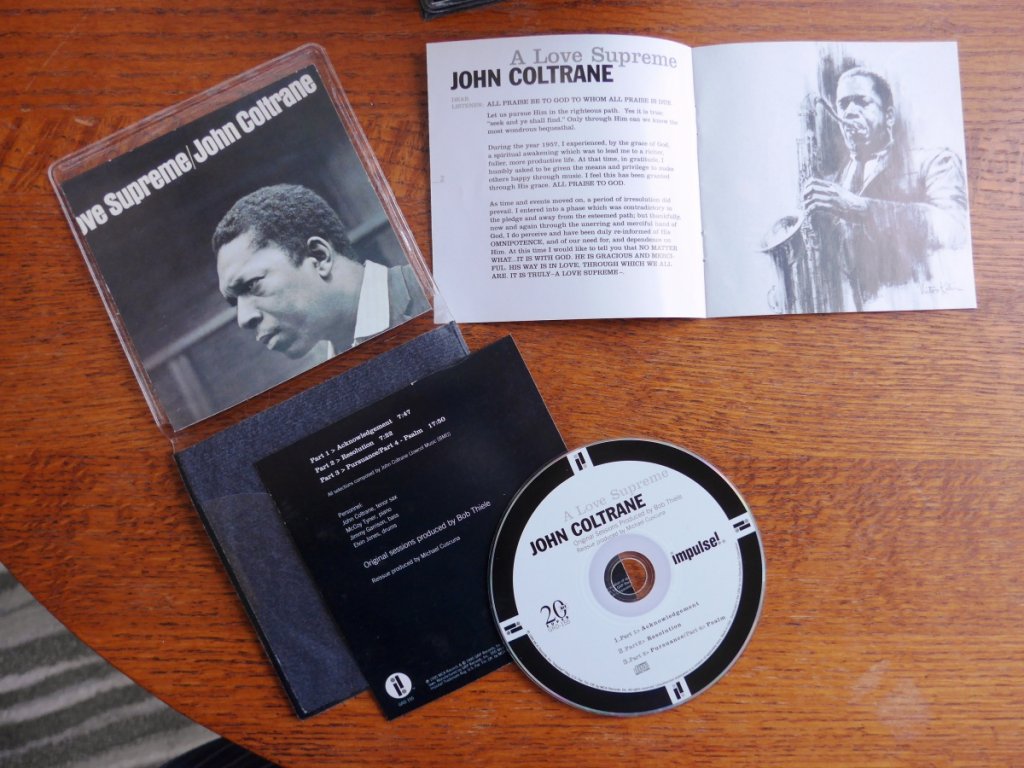 ove Supreme/John Coltrane
A Love Supreme
JOHN COLTRANE
DEAR
LISTENER: ALL PRAISE BE TO GOD TO WHOM ALL PRAISE IS DUE.
Let us pursue Him in the righteous path. Yes it is true;
"seek and ye shall find." Only through Him can we know the
most wondrous bequeathal.
During the year 1957, I experienced, by the grace of God,
a spiritual awakening which was to lead me to a richer,
fuller, more productive life. At that time, in gratitude, I
humbly asked to be given the means and privilege to make
others happy through music. I feel this has been granted
through His grace. ALL PRAISE TO GOD.
As time and events moved on, a period of irresolution did
prevail. I entered into a phase which was contradictory to
the pledge and away from the esteemed path; but thankfully,
now and again through the unerring and merciful hand of
God, I do perceive and have been duly re-informed of His
OMNIPOTENCE, and of our need for, and dependence on
Him. At this time I would like to tell you that NO MATTER
WHAT...IT IS WITH GOD. HE IS GRACIOUS AND MERCI-
FUL. HIS WAY IS IN LOVE, THROUGH WHICH WE ALL
ARE. IT IS TRULY–A LOVE SUPREME–.
Part 1 > Acknowledgement 7:47
Part 2 > Resolution 7:22
Part 3 > Pursuance/Part 4 - Psalm 17:50
All selections composed by John Coltrane (Jowcol Music (BMI))
Personnel:
John Coltrane, tenor sax
McCoy Tyner, piano
Jimmy Garrison, bass
Elvin Jones, drums
Original sessions produced by Bob Thiele
Reissue produced by Michael Cuscuna
GRD 155
A Love Supreme
JOHN COLTRANE
Original Sessions Produced by Bob Thiele
Reissue produced by Michael Cuscuna
impulse!
20
GRD-155
1. Part 1> Acknowledgement
2. Part 2> Resolution
3. Part 3> Pursuance/Part 4> Psalm